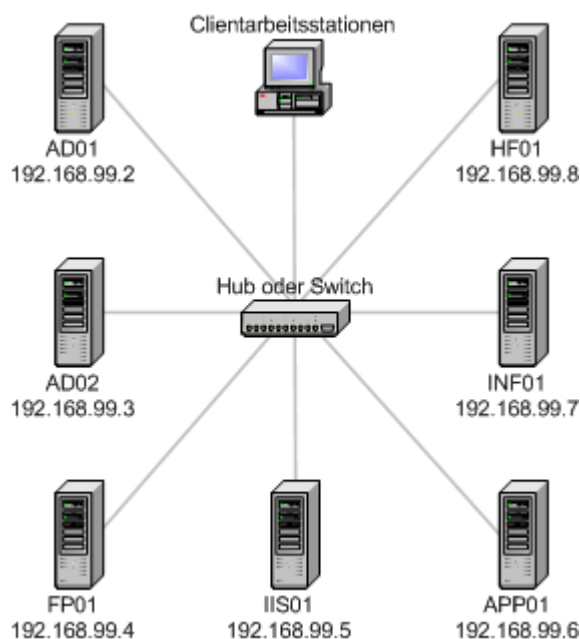 Clientarbeitsstationen
AD01
192.168.99.2
HF01
192.168.99.8
Hub oder Switch
AD02
192.168.99.3
INF01
192.168.99.7
FP01
192.168.99.4
IIS01
192.168.99.5
APP01
192.168.99.6